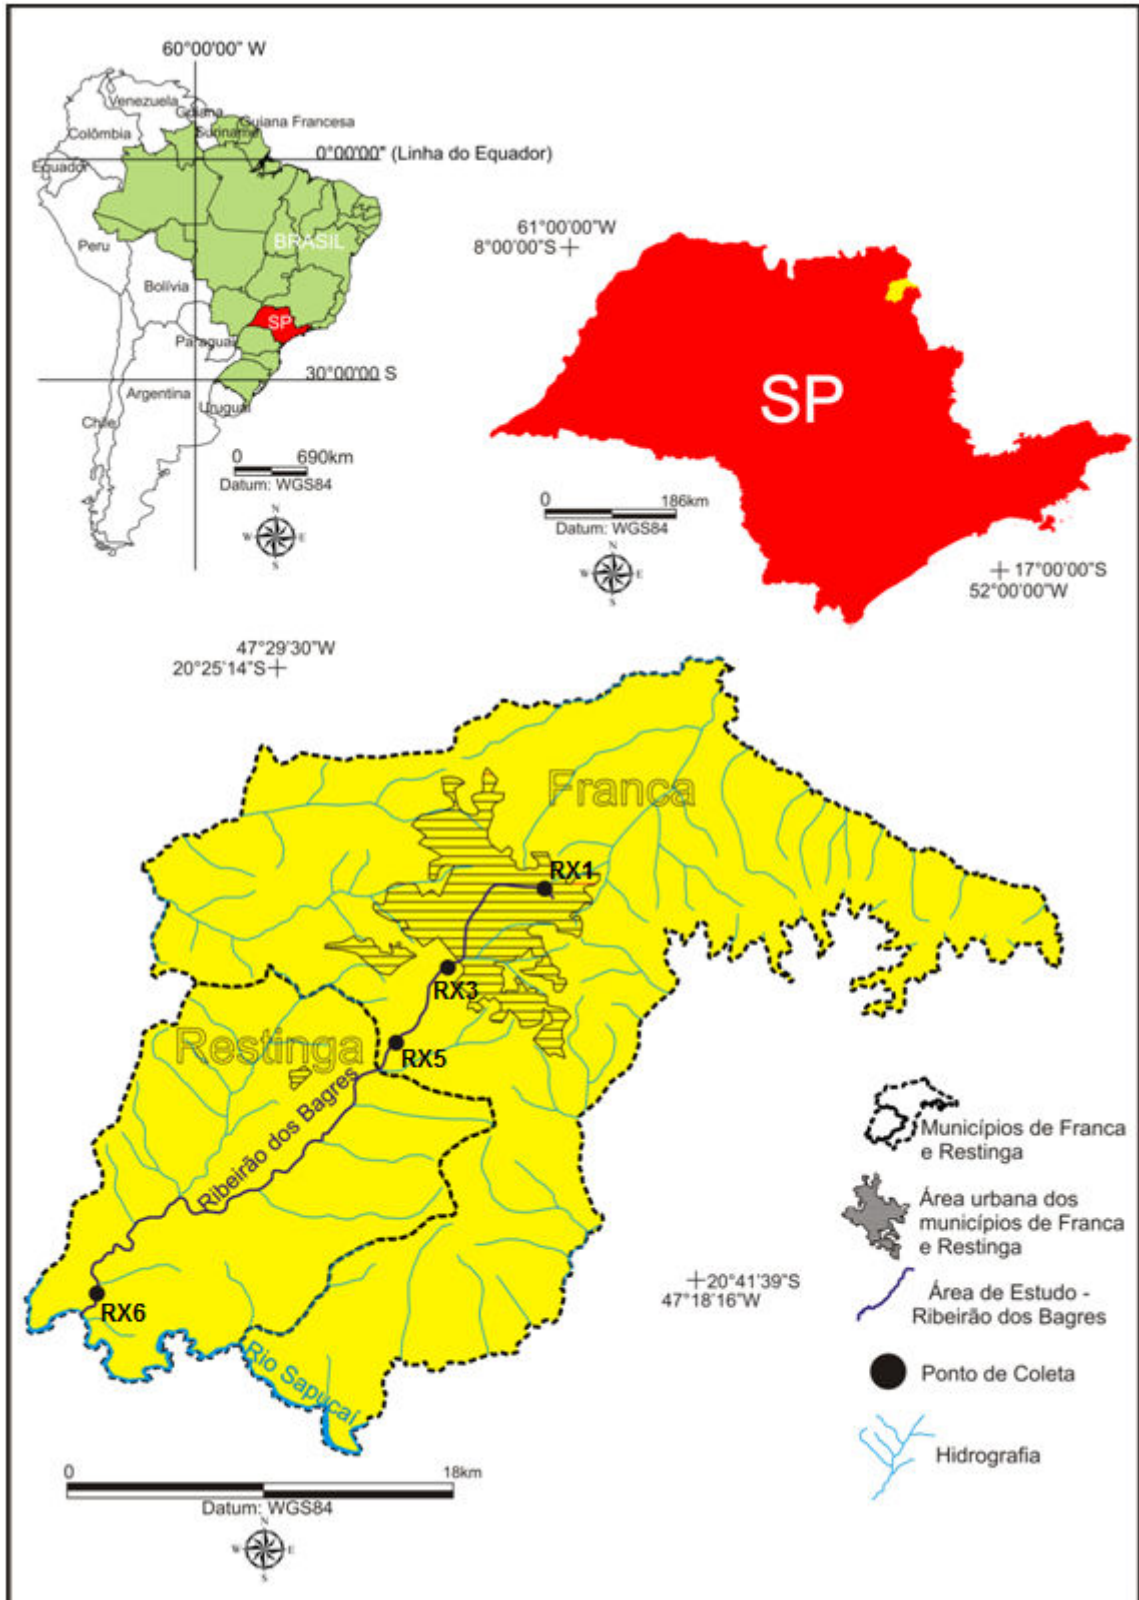 60°00'00" W
Venezuela
Goiana
Suriname
Guiana Francesa
Colômbia
0°00'00" (Linha do Equador)
Equador
Peru
BRASIL
Bolívia
SP
Paraguai
30°00'00 S
Argentina
Uruguai
Chile
0 690km
Datum: WGS84
N
W E
S
61°00'00"W
8°00'00"S
SP
0 186km
Datum: WGS84
N
W E
S
17°00'00"S
52°00'00"W
47°29'30"W
20°25'14"S
Franca
RX1
RX3
Restinga
RX5
Ribeirão dos Bagres
RX6
Rio Sapucaí
20°41'39"S
47°18'16"W
Municípios de Franca
e Restinga
Área urbana dos
municípios de Franca
e Restinga
Área de Estudo -
Ribeirão dos Bagres
Ponto de Coleta
Hidrografia
0 18km
Datum: WGS84
N
W E
S